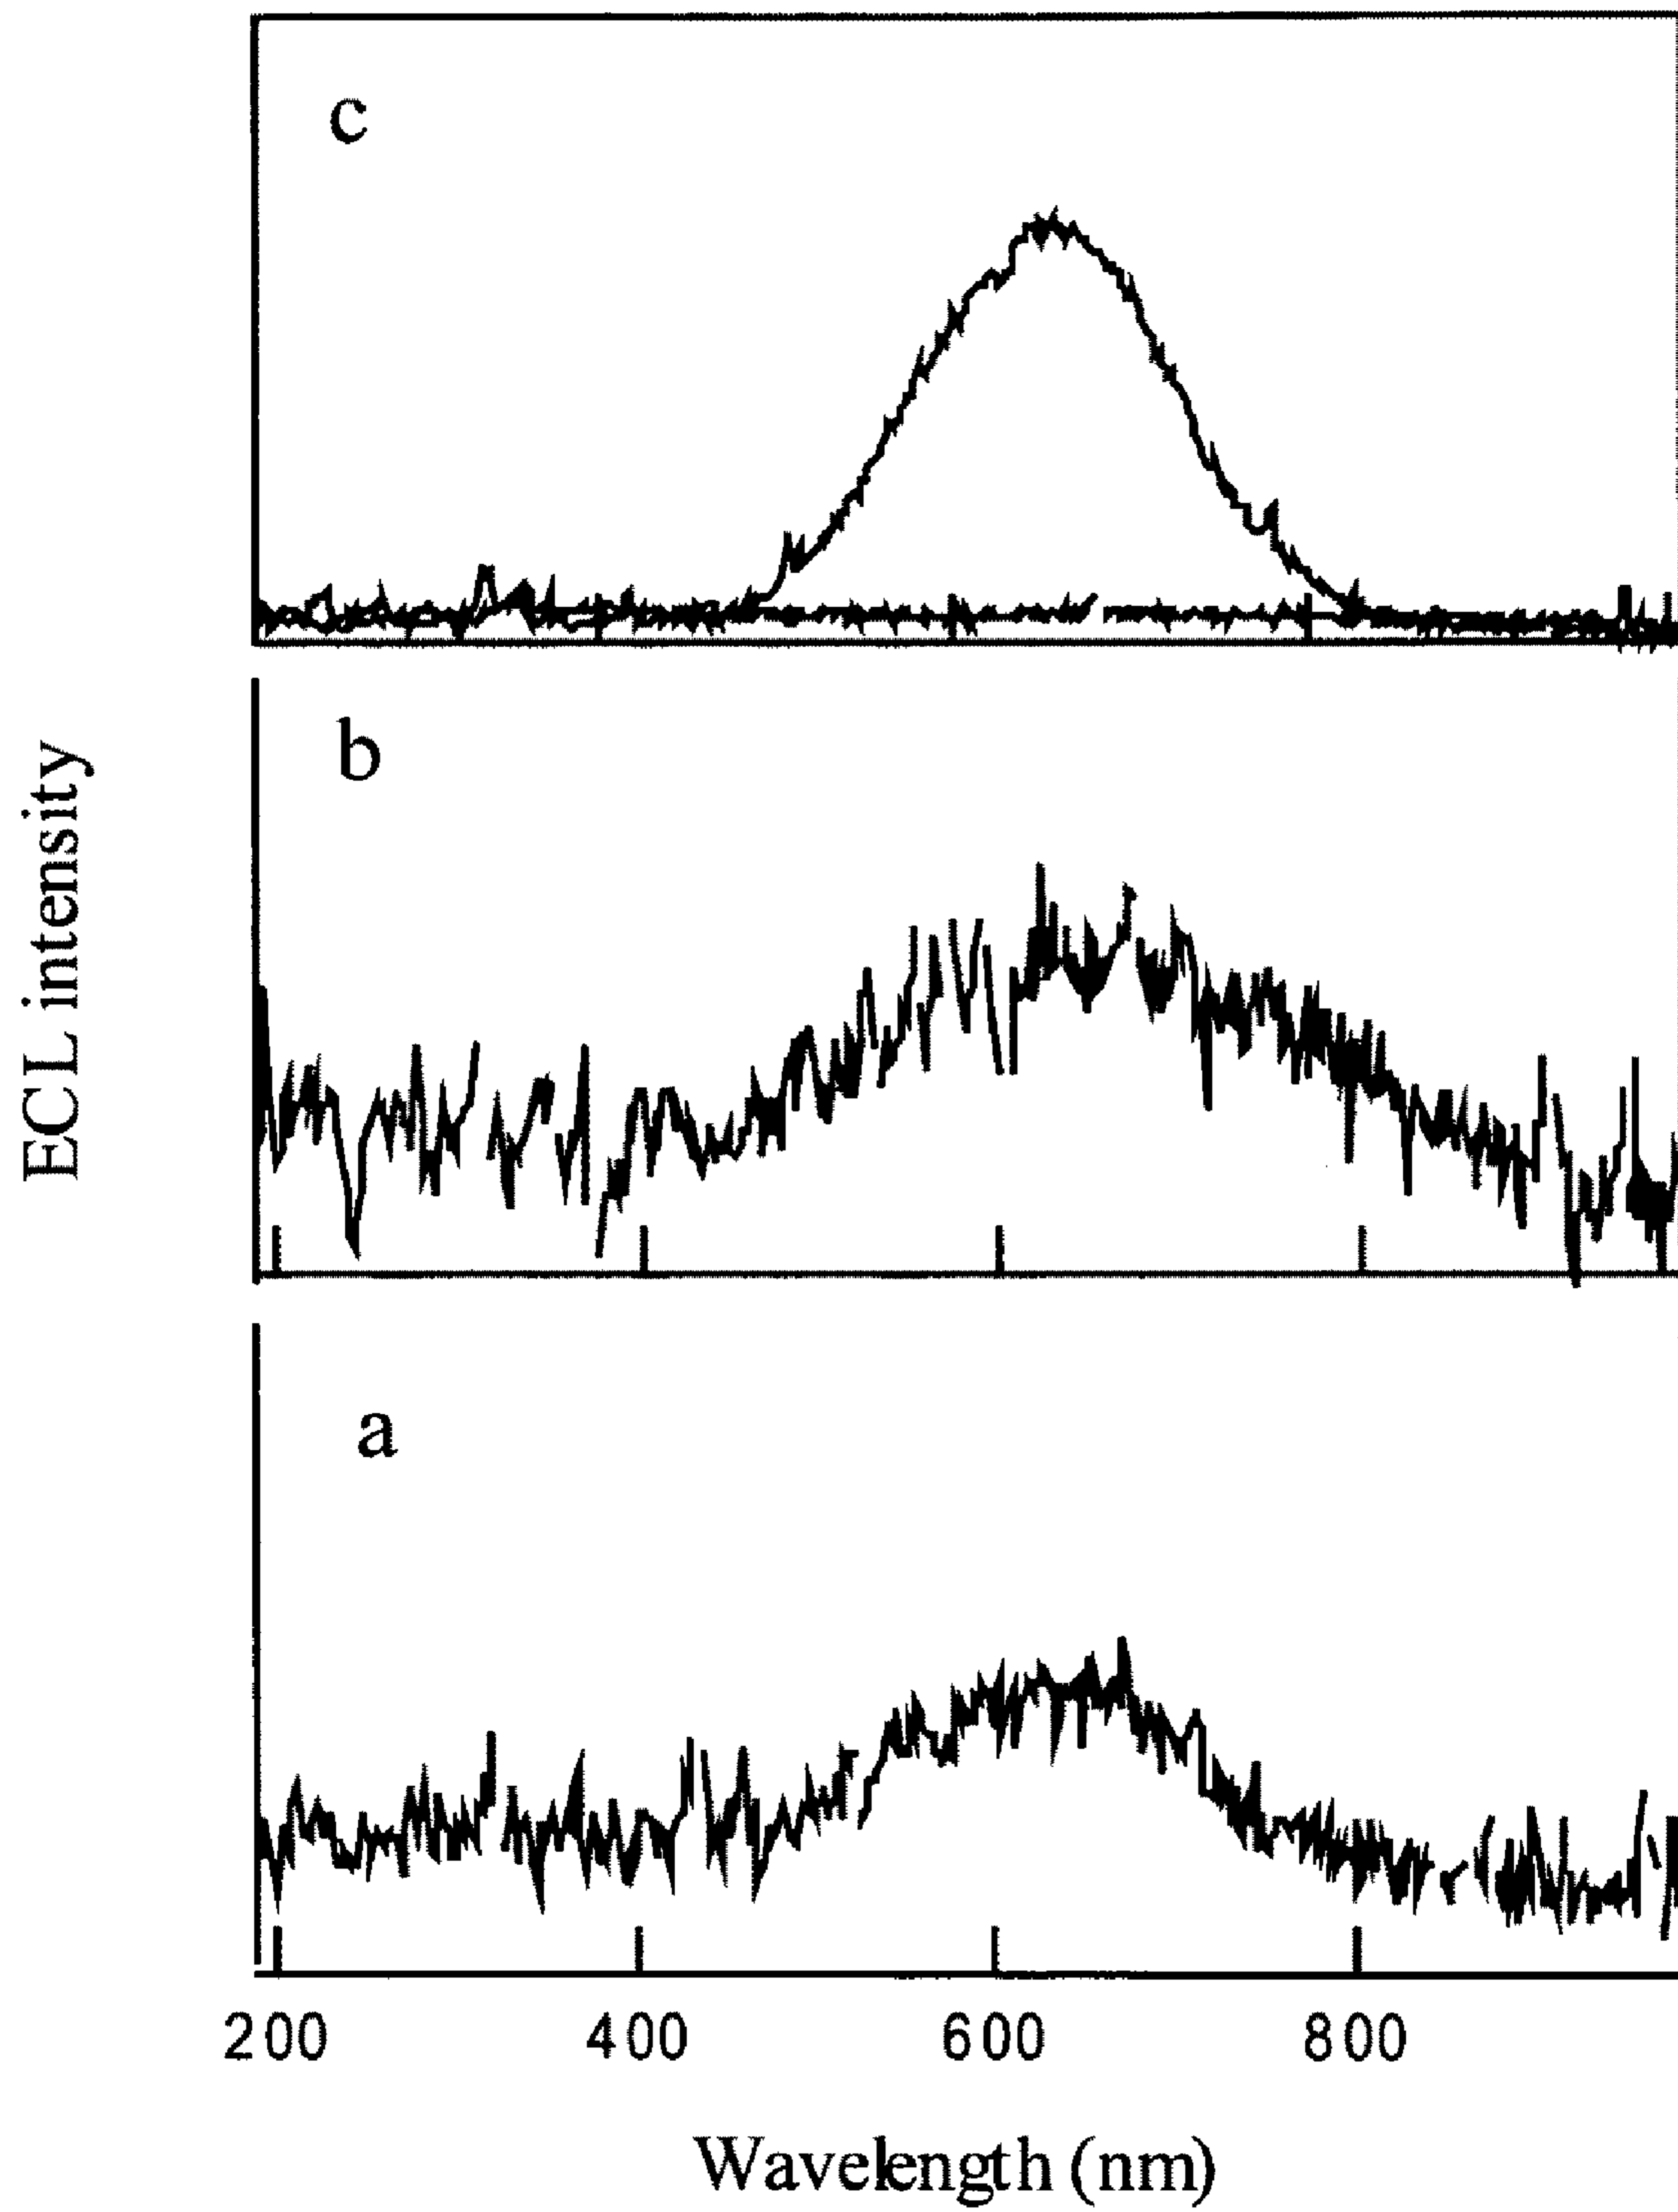 c
b
ECL intensity
a
200 400 600 800
Wavelength (nm)